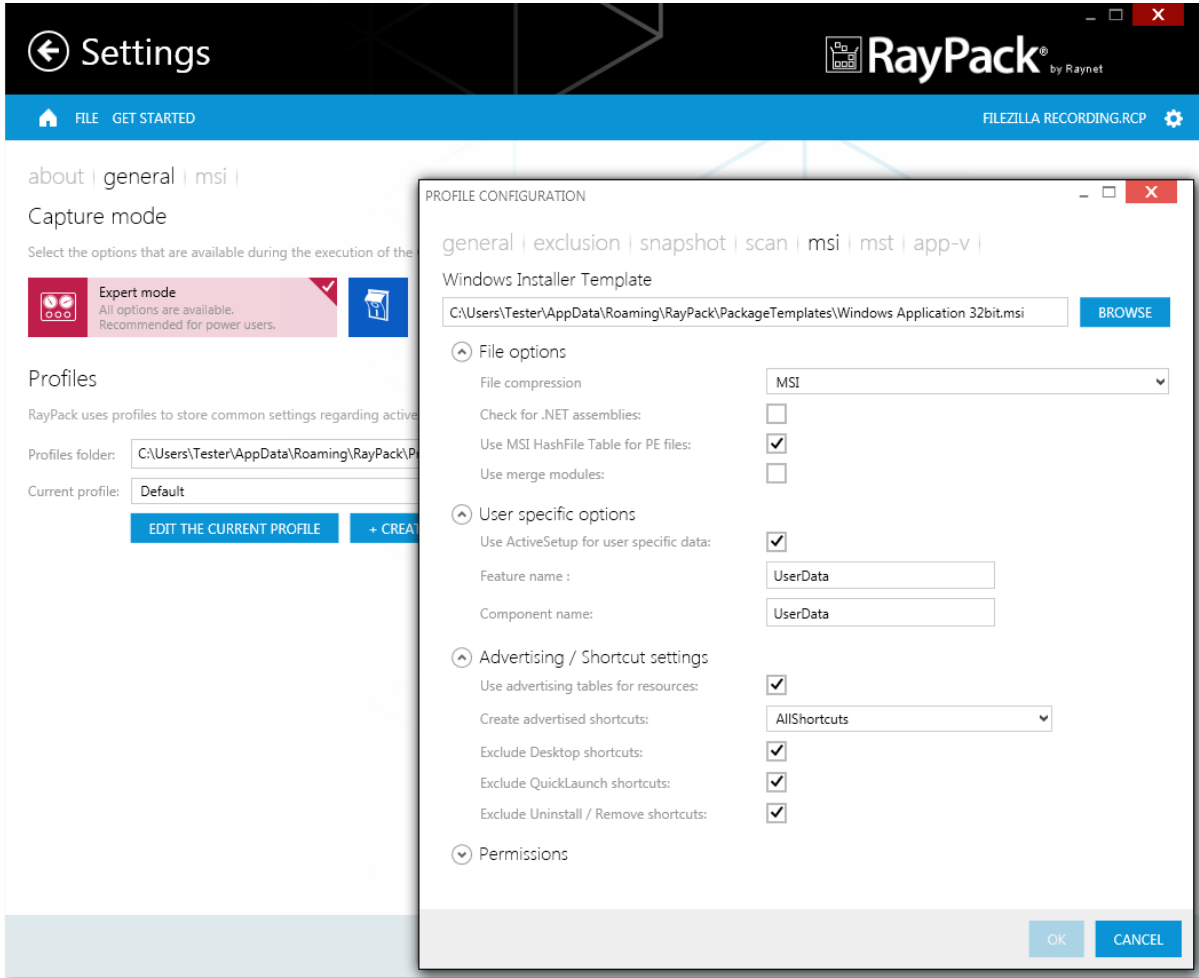 Settings
RayPack®
by Raynet
FILE GET STARTED
FILEZILLA RECORDING.RCP
about general msi
Capture mode
Select the options that are available during the execution of the
Expert mode
All options are available.
Recommended for power users.
Profiles
RayPack uses profiles to store common settings regarding active
Profiles folder: C:\Users\Tester\AppData\Roaming\RayPack\Pr
Current profile: Default
EDIT THE CURRENT PROFILE + CREAT
PROFILE CONFIGURATION
general exclusion snapshot scan msi mst app-v
Windows Installer Template
C:\Users\Tester\AppData\Roaming\RayPack\PackageTemplates\Windows Application 32bit.msi BROWSE
File options
File compression MSI
Check for .NET assemblies:
Use MSI HashFile Table for PE files:
Use merge modules:
User specific options
Use ActiveSetup for user specific data:
Feature name : UserData
Component name: UserData
Advertising / Shortcut settings
Use advertising tables for resources:
Create advertised shortcuts: AllShortcuts
Exclude Desktop shortcuts:
Exclude QuickLaunch shortcuts:
Exclude Uninstall / Remove shortcuts:
Permissions
OK CANCEL